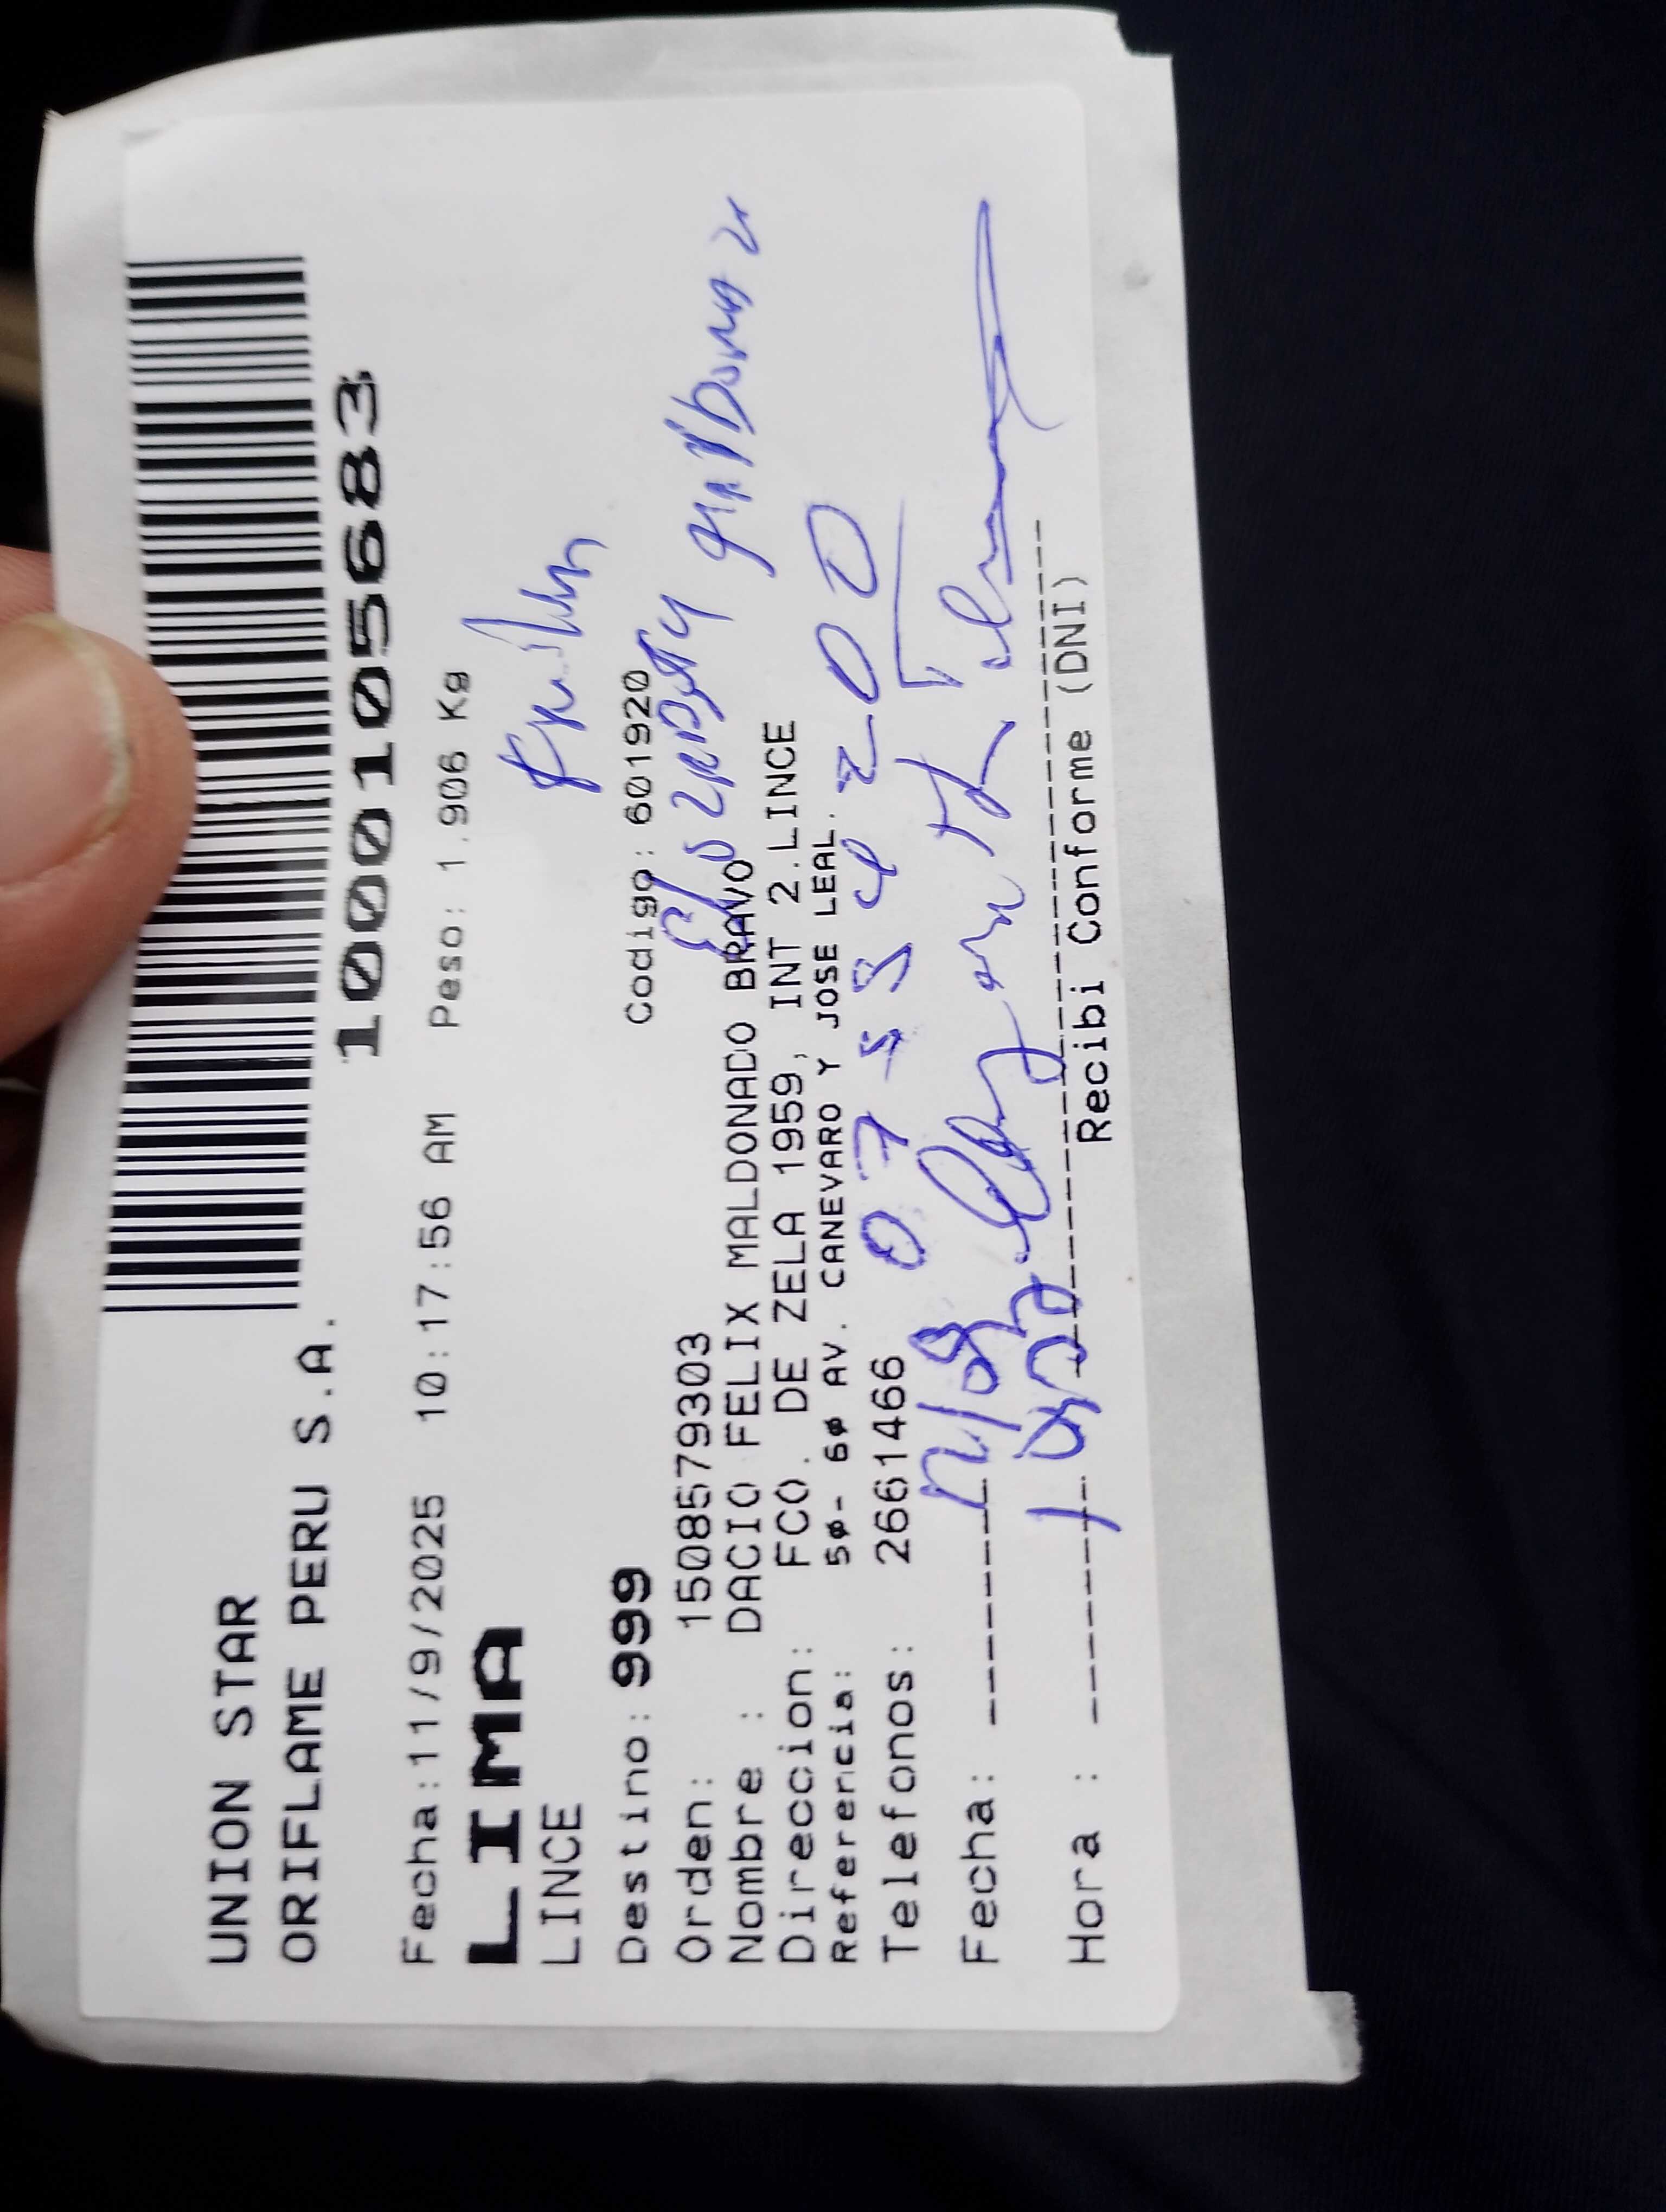 UNION STAR
ORIFLAME PERU S.A.
10001056683
Fecha:11/9/2025 10:17:56 AM Peso: 1.906 Kg
LIMA
LINCE
Destino: 999 Codigo: 601920
Orden: 15085579303
Nombre : DACIO FELIX MALDONADO BRAVO
Direccion: FCO. DE ZELA 1959, INT 2.LINCE
Referencia: 5ø- 6ø AV. CANEVARO Y JOSE LEAL.
Telefonos: 2661466
Fecha:
Hora :
Recibi Conforme (DNI)